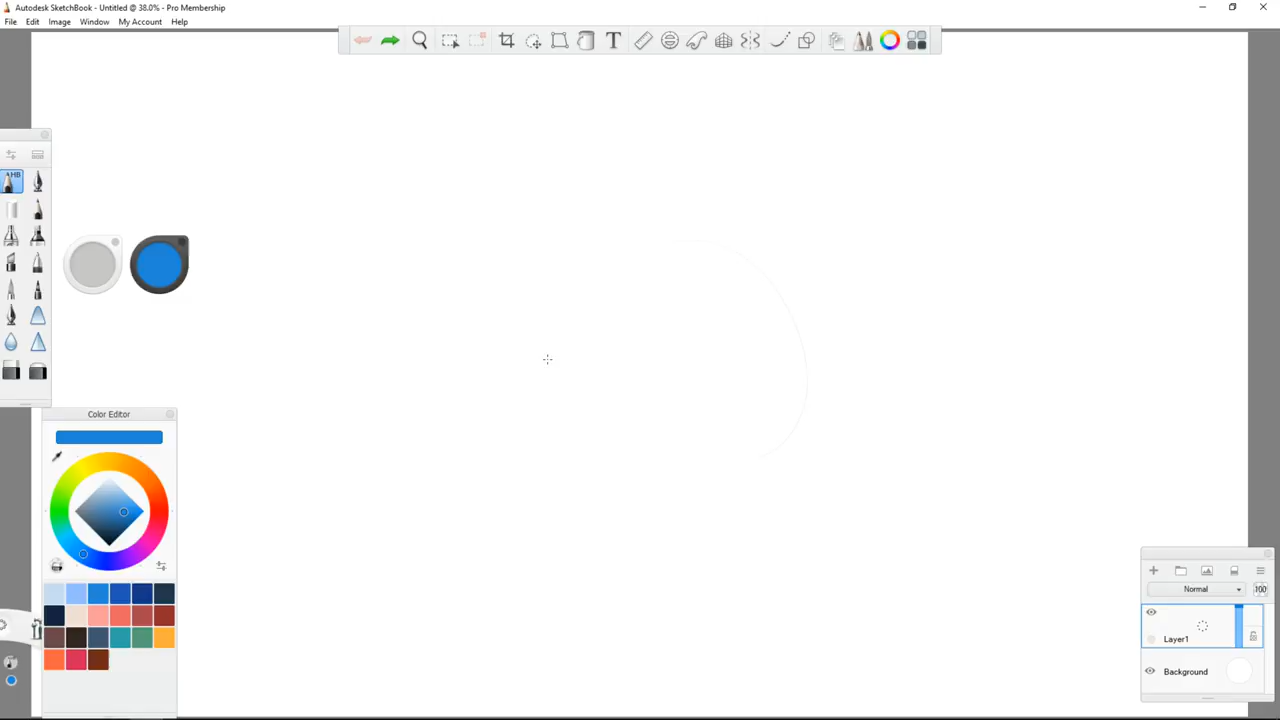 Autodesk SketchBook - Untitled @ 38.0% - Pro Membership
File Edit Image Window My Account Help
T
HB
Color Editor
Normal 100
Layer1
Background